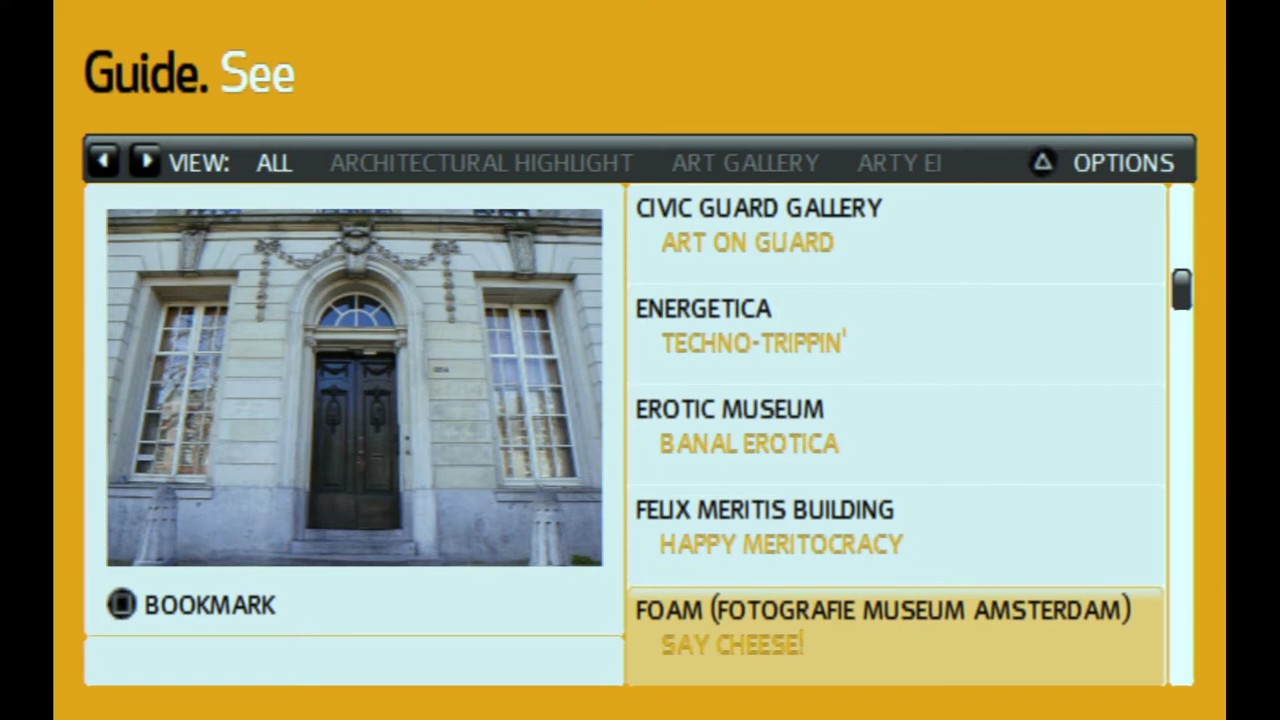 Guide. See
VIEW: ALL ARCHITECTURAL HIGHLIGHT ART GALLERY ARTY EI OPTIONS
CIVIC GUARD GALLERY
ART ON GUARD
ENERGETICA
TECHNO-TRIPPIN'
EROTIC MUSEUM
BANAL EROTICA
FELIX MERITIS BUILDING
HAPPY MERITOCRACY
FOAM (FOTOGRAFIE MUSEUM AMSTERDAM)
SAY CHEESE!
BOOKMARK